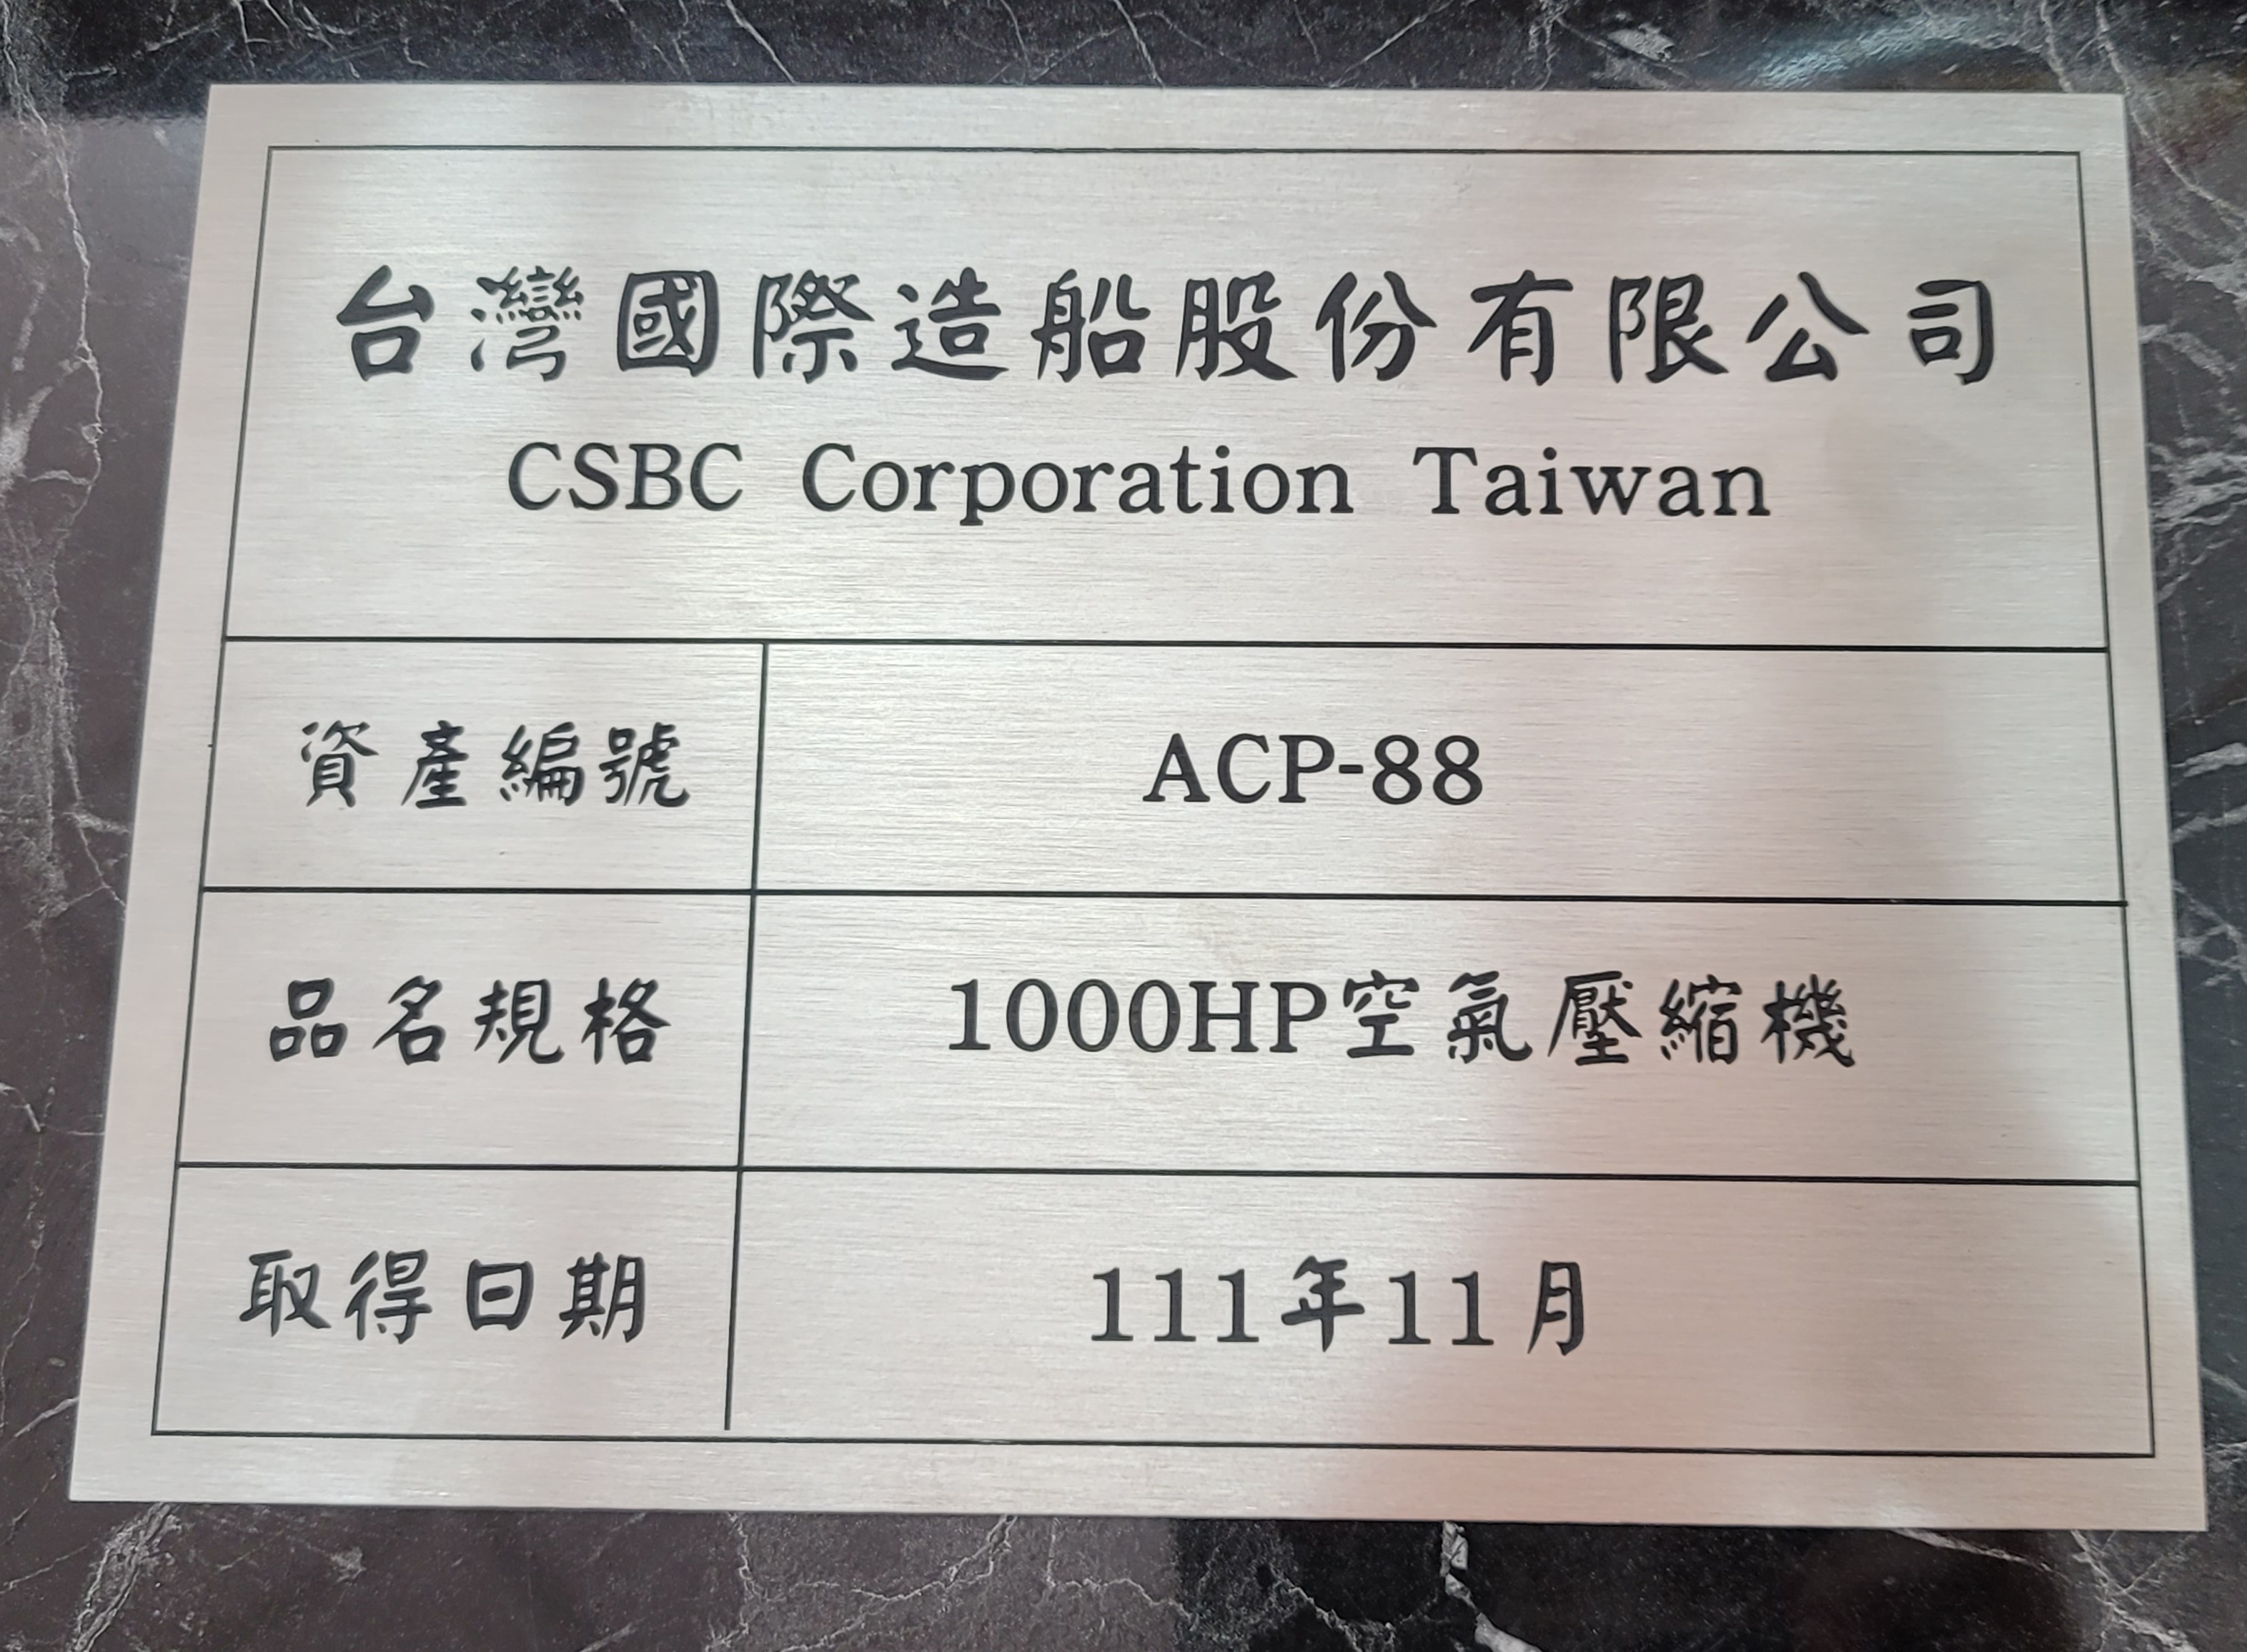 台灣國際造船股份有限公司
CSBC Corporation Taiwan
資產編號 ACP-88
品名規格 1000HP空氣壓縮機
取得日期 111年11月